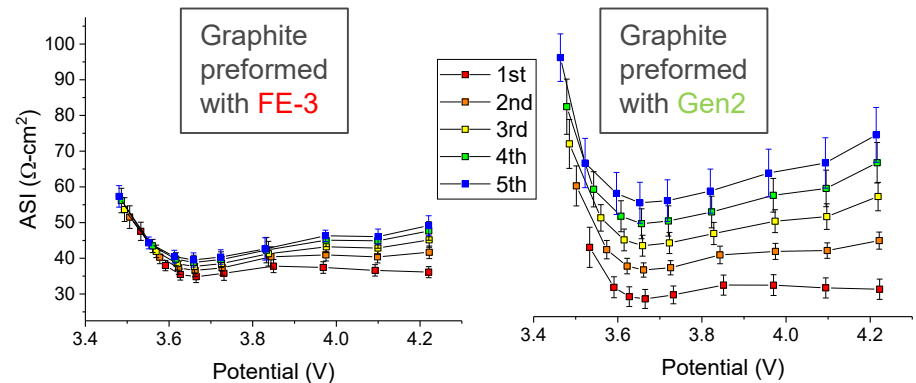 Graphite
preformed
with FE-3
Graphite
preformed
with Gen2
1st
2nd
3rd
4th
5th
ASI (Ω-cm²)
100
90
80
70
60
50
40
30
3.4 3.6 3.8 4.0 4.2
3.4 3.6 3.8 4.0 4.2
Potential (V)
Potential (V)